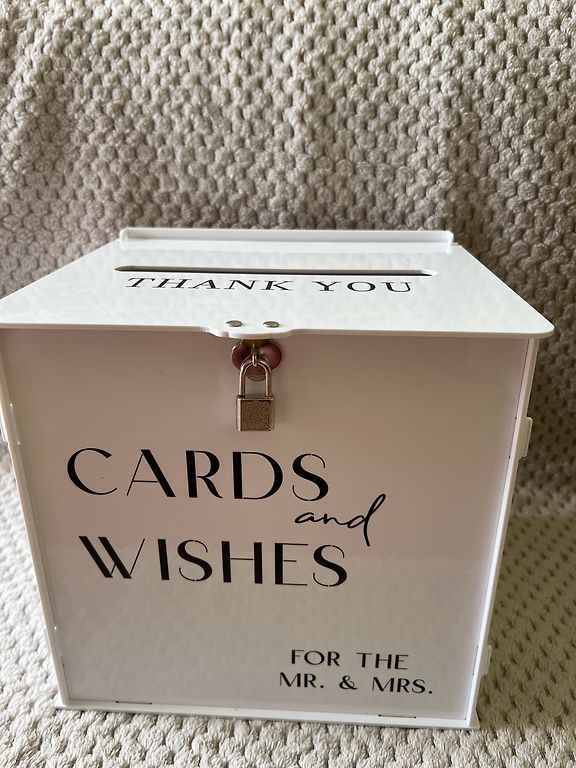 THANK YOU
CARDS
and
WISHES
FOR THE
MR. & MRS.